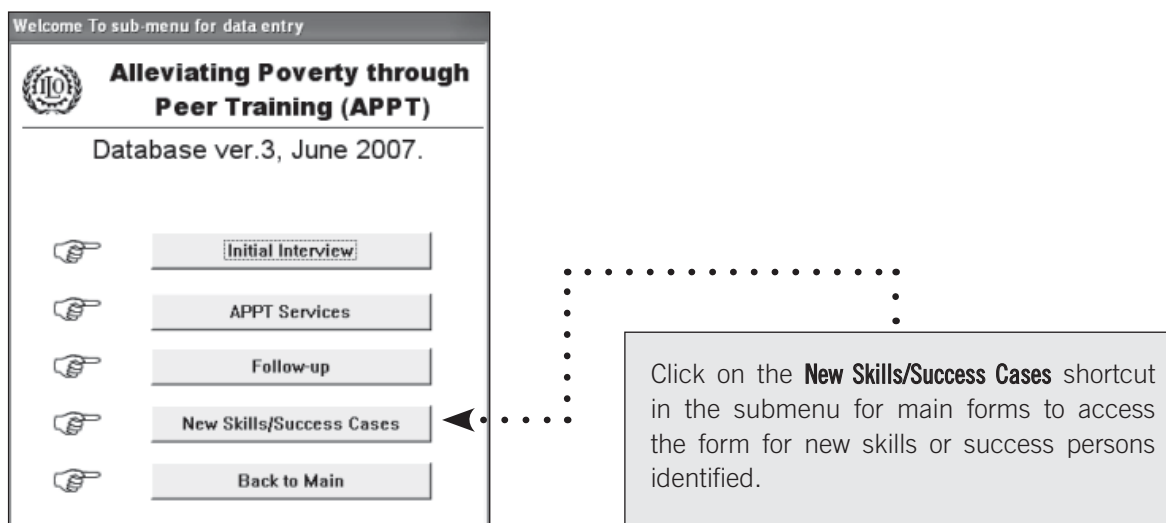 Welcome To sub-menu for data entry
ILO
Alleviating Poverty through
Peer Training (APPT)
Database ver.3, June 2007.
Initial Interview
APPT Services
Follow-up
New Skills/Success Cases
Back to Main
Click on the New Skills/Success Cases shortcut
in the submenu for main forms to access
the form for new skills or success persons
identified.